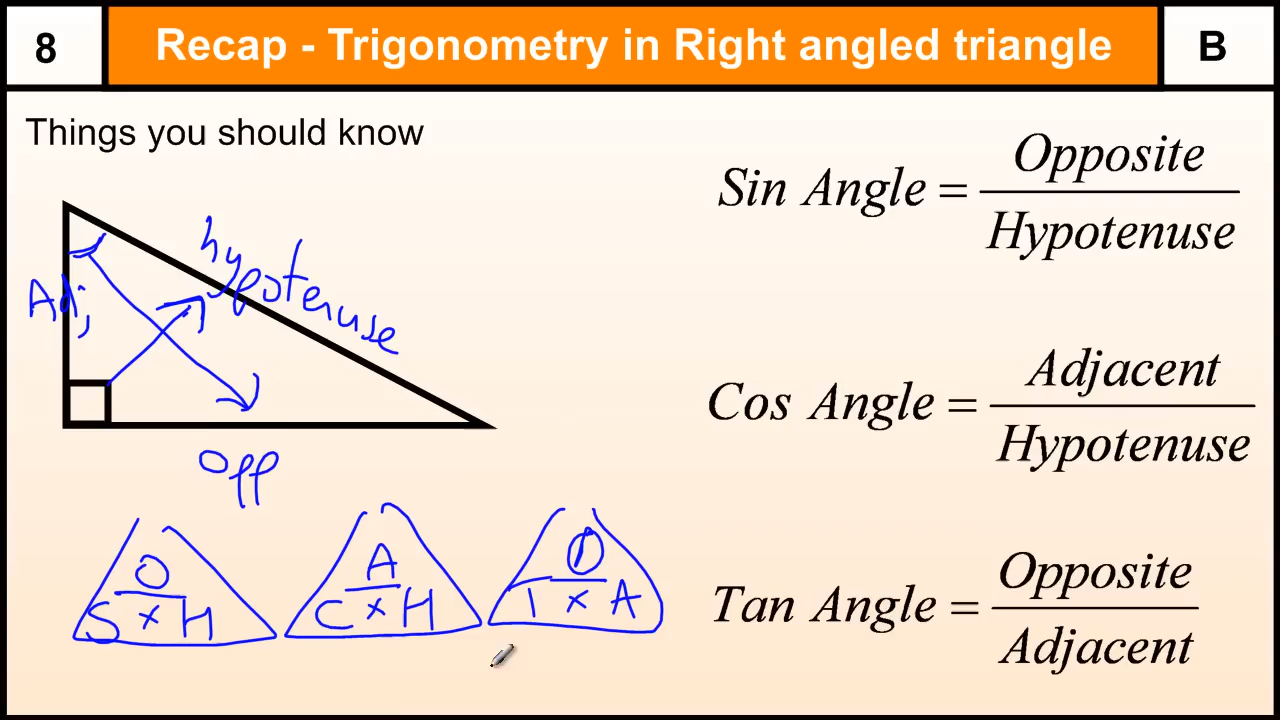 8
Recap - Trigonometry in Right angled triangle
B
Things you should know
Adj
hypotenuse
opp
O
S × H
A
C × H
O
T × A
Sin Angle = Opposite
Hypotenuse
Cos Angle = Adjacent
Hypotenuse
Tan Angle = Opposite
Adjacent